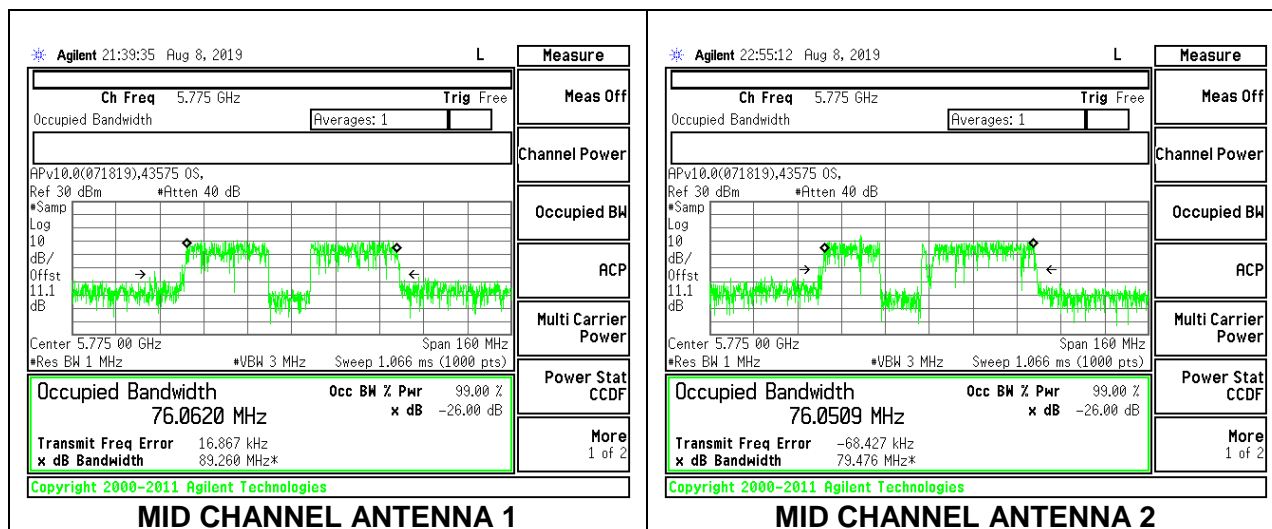 Agilent 21:39:35 Aug 8, 2019 L
Measure
Ch Freq 5.775 GHz Trig Free
Meas Off
Occupied Bandwidth Averages: 1
Channel Power
APv10.0(071819),43575 OS,
Ref 30 dBm #Atten 40 dB
#Samp
Log
10
dB/
Offst
11.1
dB
Occupied BW
ACP
Multi Carrier
Power
Center 5.775 00 GHz Span 160 MHz
#Res BW 1 MHz #VBW 3 MHz Sweep 1.066 ms (1000 pts)
Power Stat
CCDF
Occupied Bandwidth Occ BW % Pwr 99.00 %
76.0620 MHz x dB -26.00 dB
Transmit Freq Error 16.867 kHz
x dB Bandwidth 89.260 MHz*
More
1 of 2
Copyright 2000-2011 Agilent Technologies
MID CHANNEL ANTENNA 1
Agilent 22:55:12 Aug 8, 2019 L
Measure
Ch Freq 5.775 GHz Trig Free
Meas Off
Occupied Bandwidth Averages: 1
Channel Power
APv10.0(071819),43575 OS,
Ref 30 dBm #Atten 40 dB
#Samp
Log
10
dB/
Offst
11.1
dB
Occupied BW
ACP
Multi Carrier
Power
Center 5.775 00 GHz Span 160 MHz
#Res BW 1 MHz #VBW 3 MHz Sweep 1.066 ms (1000 pts)
Power Stat
CCDF
Occupied Bandwidth Occ BW % Pwr 99.00 %
76.0509 MHz x dB -26.00 dB
Transmit Freq Error -68.427 kHz
x dB Bandwidth 79.476 MHz*
More
1 of 2
Copyright 2000-2011 Agilent Technologies
MID CHANNEL ANTENNA 2